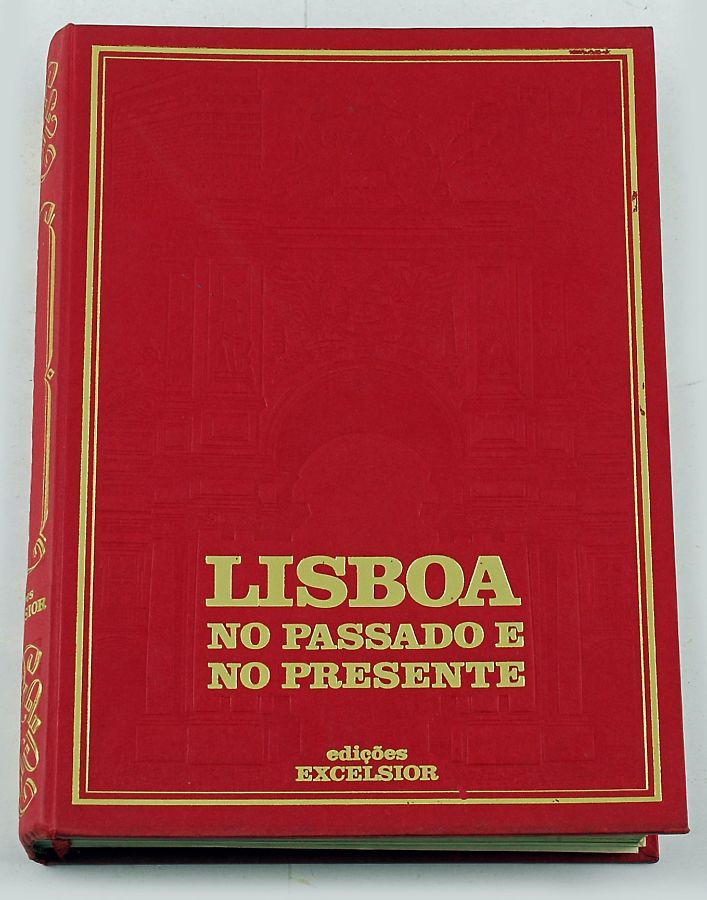 LISBOA
NO PASSADO E
NO PRESENTE
edições
EXCELSIOR